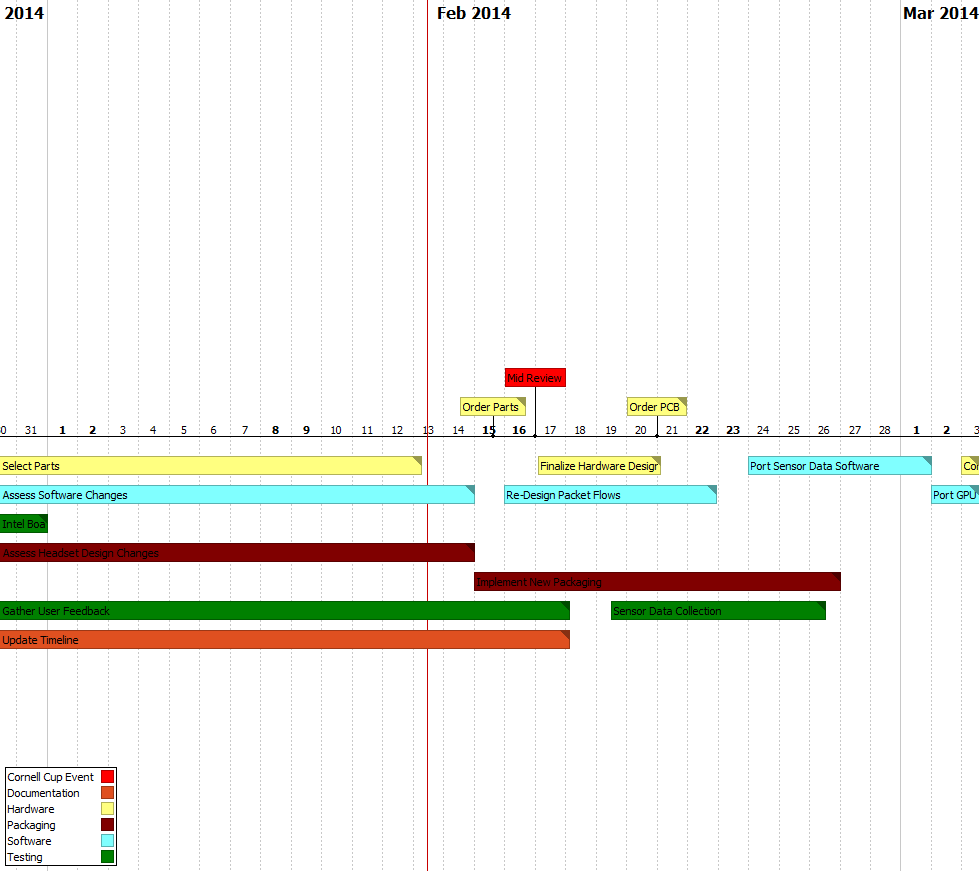 2014 Feb 2014 Mar 2014
Mid Review
Order Parts Order PCB
31 1 2 3 4 5 6 7 8 9 10 11 12 13 14 15 16 17 18 19 20 21 22 23 24 25 26 27 28 1 2 3
Select Parts Finalize Hardware Design Port Sensor Data Software
Assess Software Changes Re-Design Packet Flows Port GPU
Intel Boa
Assess Headset Design Changes
Implement New Packaging
Gather User Feedback Sensor Data Collection
Update Timeline
Cornell Cup Event
Documentation
Hardware
Packaging
Software
Testing